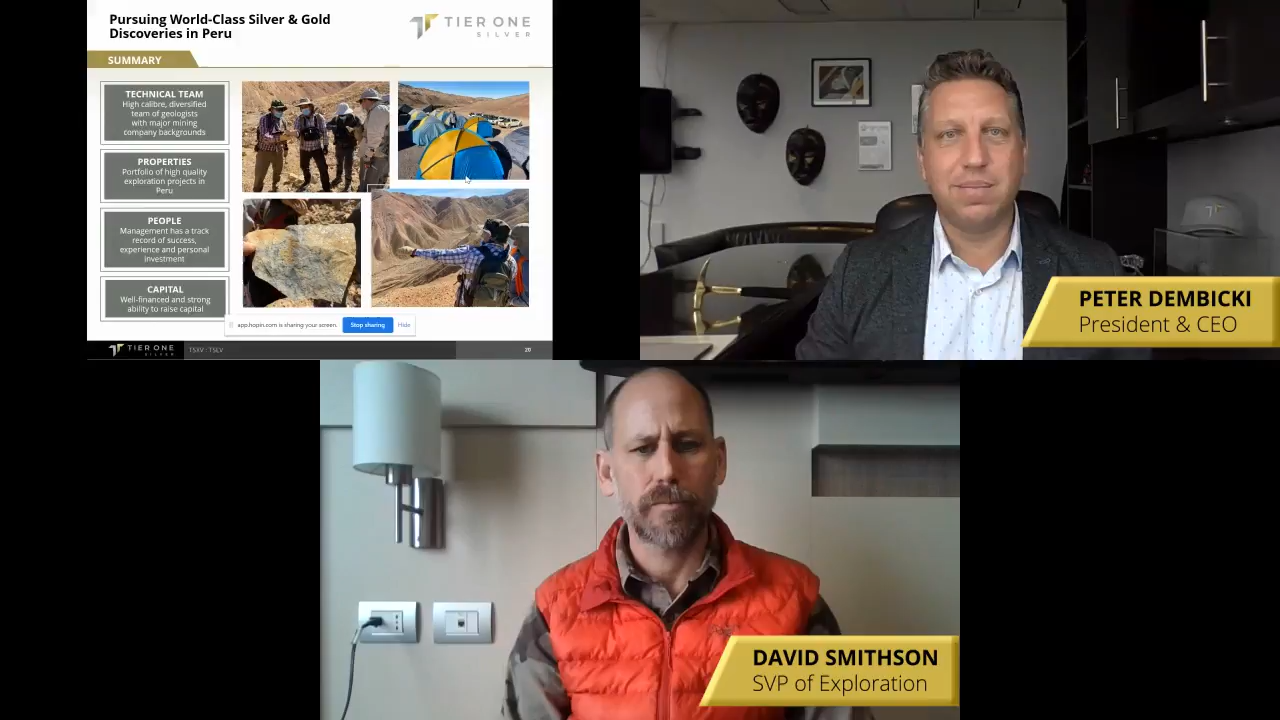 Pursuing World-Class Silver & Gold
Discoveries in Peru
TIER ONE
SILVER
SUMMARY
TECHNICAL TEAM
High calibre, diversified
team of geologists
with major mining
company backgrounds
PROPERTIES
Portfolio of high quality
exploration projects in
Peru
PEOPLE
Management has a track
record of success,
experience and personal
investment
CAPITAL
Well-financed and strong
ability to raise capital
app.hopin.com is sharing your screen.
Stop sharing
Hide
TIER ONE
SILVER
TSXV : TSLV
20
PETER DEMBICKI
President & CEO
DAVID SMITHSON
SVP of Exploration